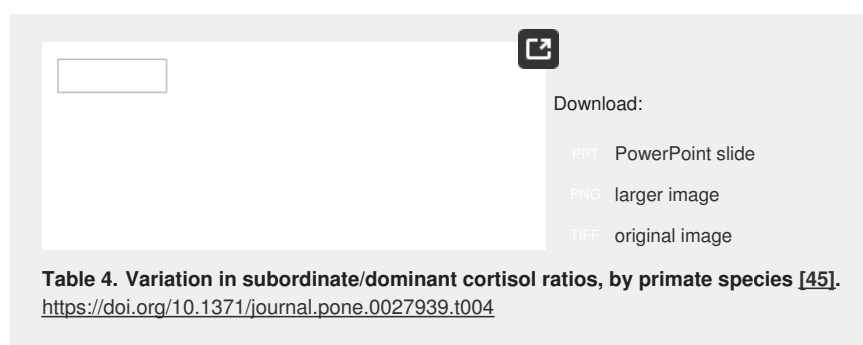 Download:
PPT PowerPoint slide
PNG larger image
TIFF original image
Table 4. Variation in subordinate/dominant cortisol ratios, by primate species [45].
https://doi.org/10.1371/journal.pone.0027939.t004